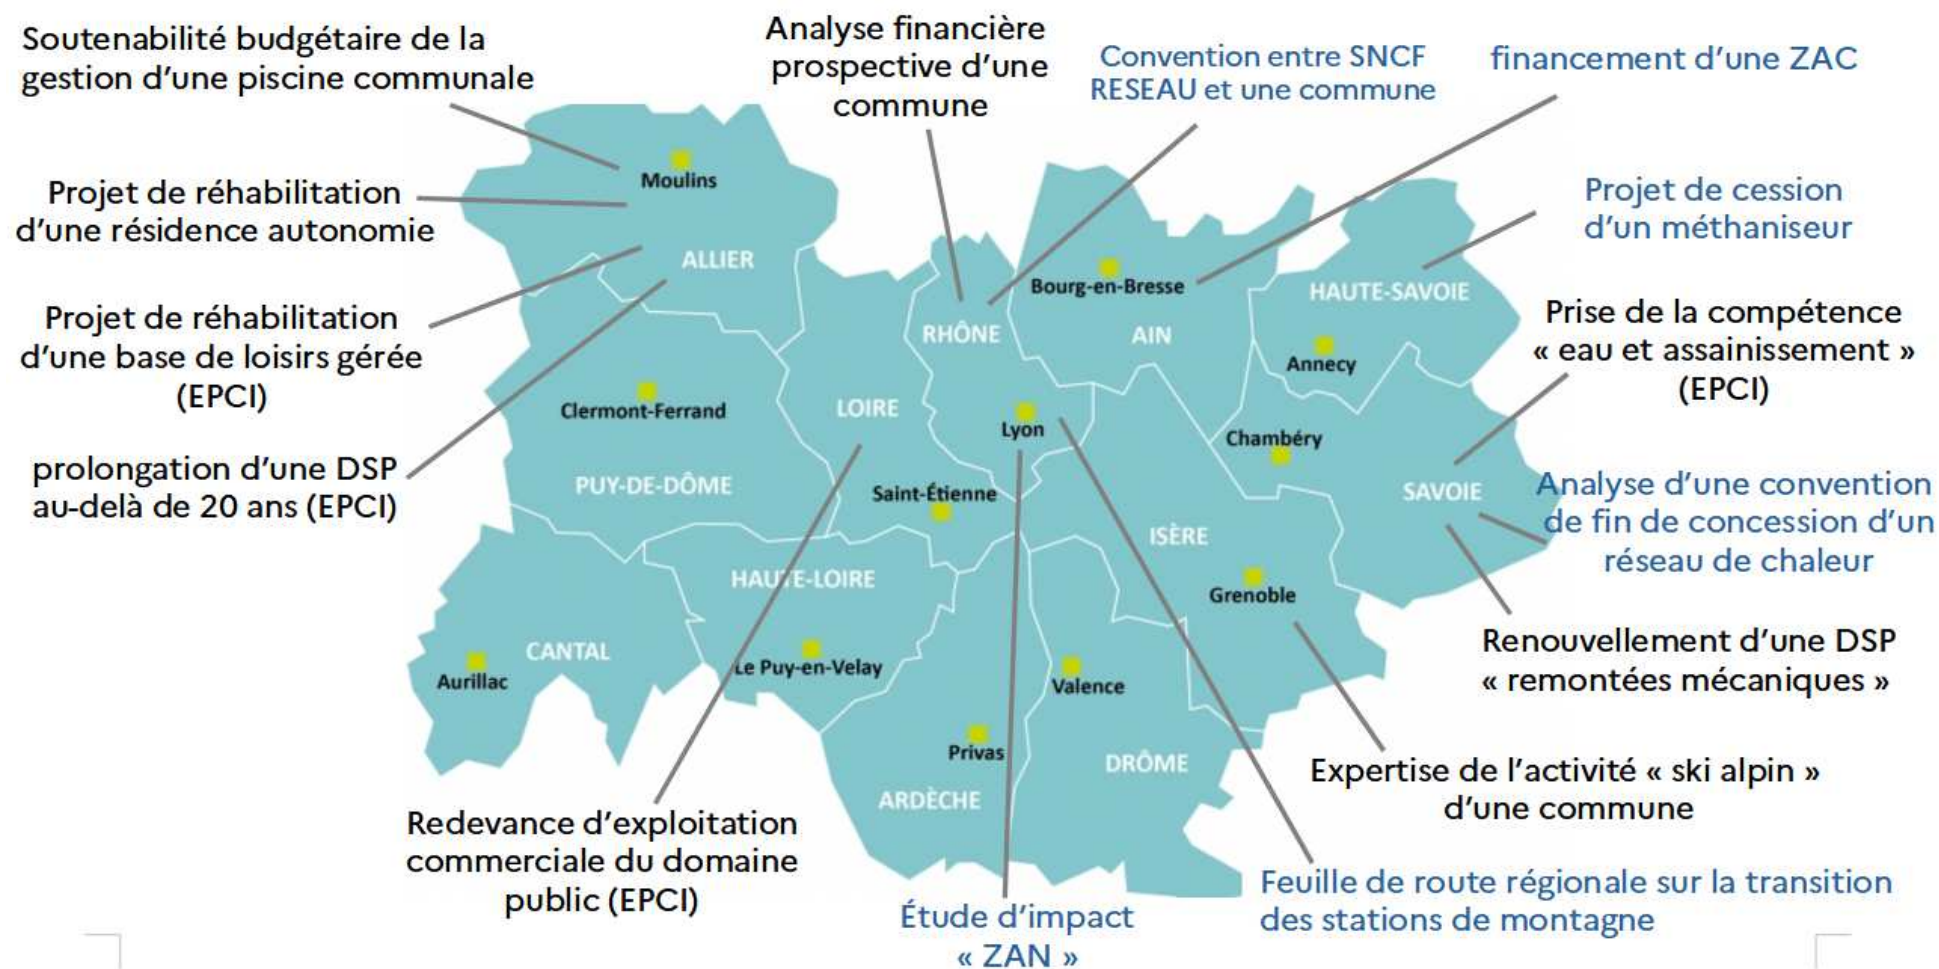 Soutenabilité budgétaire de la
gestion d'une piscine communale
Analyse financière
prospective d'une
commune
Convention entre SNCF
RESEAU et une commune
financement d'une ZAC
Projet de réhabilitation
d'une résidence autonomie
Projet de cession
d'un méthaniseur
Projet de réhabilitation
d'une base de loisirs gérée
(EPCI)
Prise de la compétence
« eau et assainissement »
(EPCI)
prolongation d'une DSP
au-delà de 20 ans (EPCI)
Analyse d'une convention
de fin de concession d'un
réseau de chaleur
Renouvellement d'une DSP
« remontées mécaniques »
Expertise de l'activité « ski alpin »
d'une commune
Redevance d'exploitation
commerciale du domaine
public (EPCI)
Étude d'impact
« ZAN »
Feuille de route régionale sur la transition
des stations de montagne
Moulins
ALLIER
Bourg-en-Bresse
AIN
HAUTE-SAVOIE
Annecy
RHÔNE
Lyon
LOIRE
Saint-Étienne
Clermont-Ferrand
PUY-DE-DÔME
Chambéry
SAVOIE
ISÈRE
Grenoble
HAUTE-LOIRE
Le Puy-en-Velay
CANTAL
Aurillac
Valence
DRÔME
Privas
ARDÈCHE